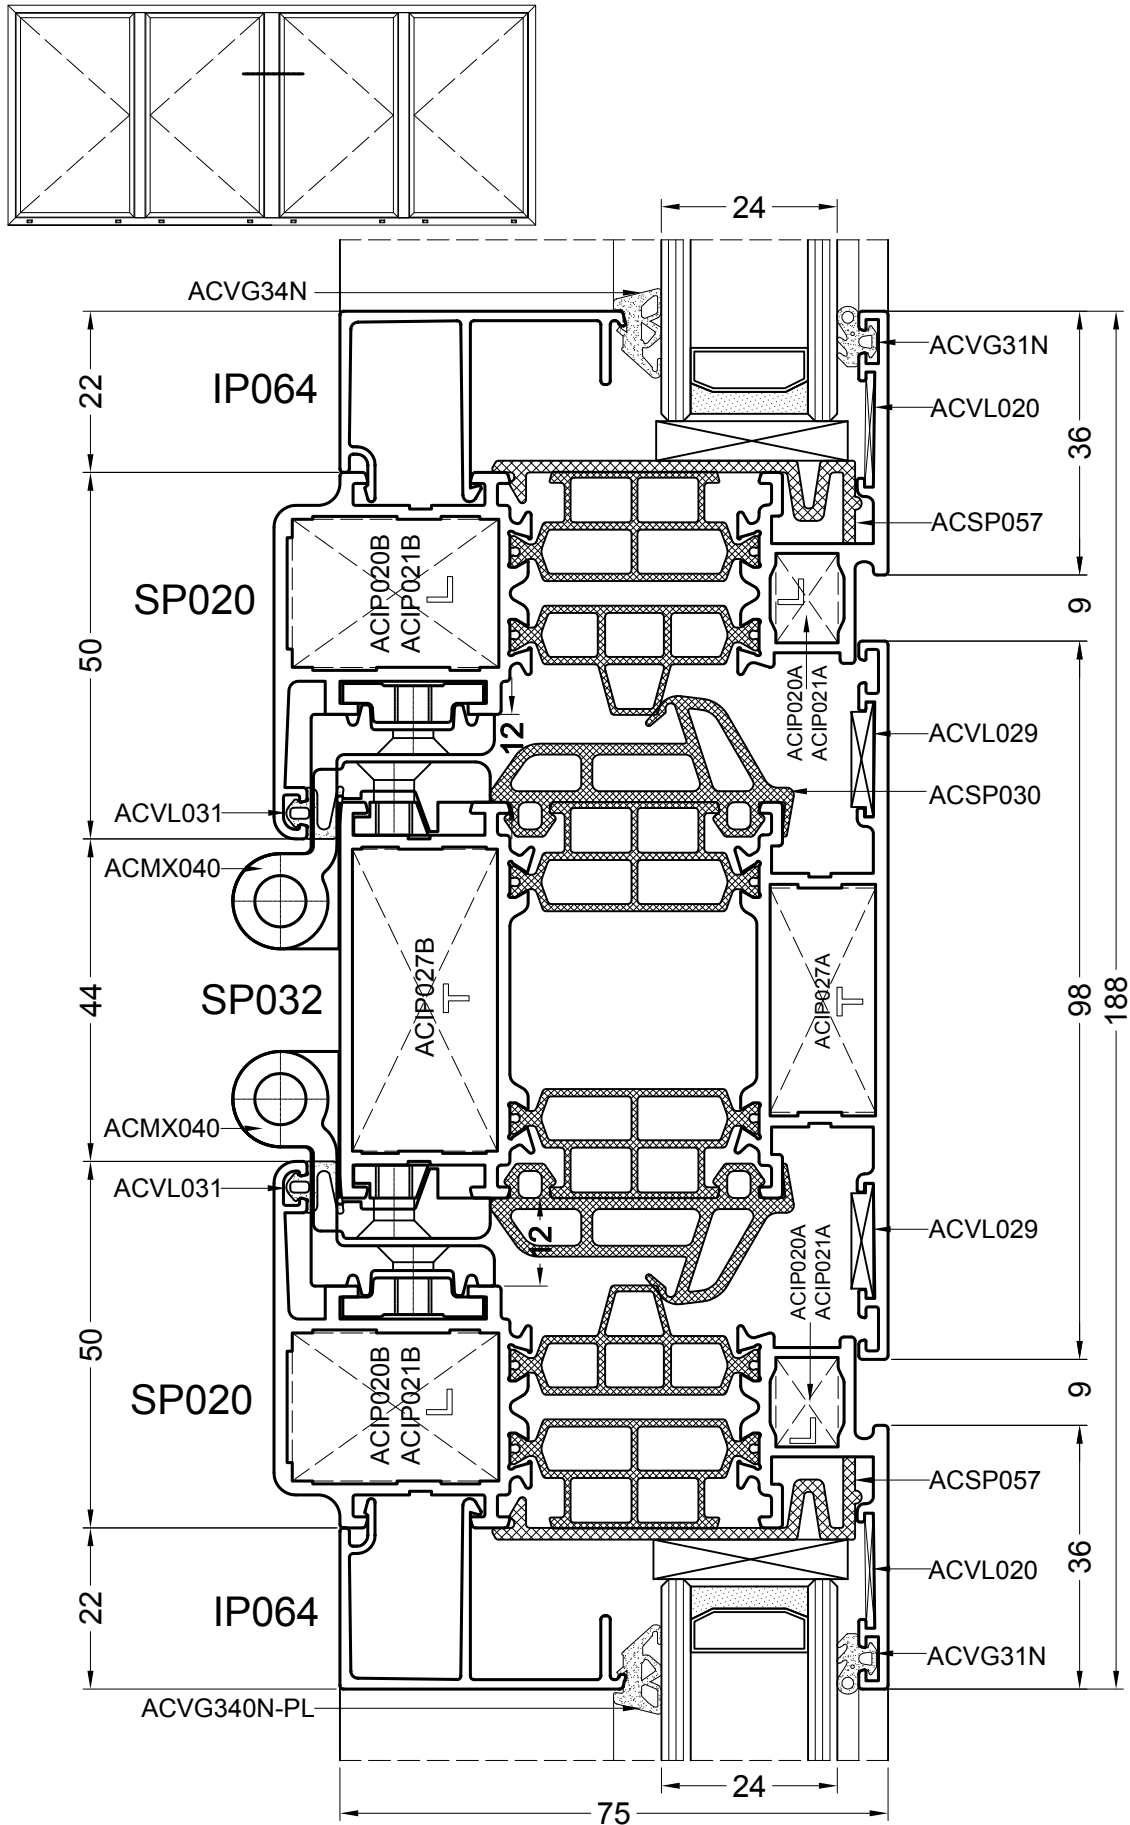 24
ACVG34N
ACVG31N
IP064
22
ACVL020
36
ACSP057
ACIP020B
ACIP021B
L
L
SP020
9
50
ACIP020A
ACIP021A
12
ACVL029
ACSP030
ACVL031
ACMX040
SP032
44
ACIP027B
T
ACIP027A
T
98
188
ACMX040
ACVL031
12
ACVL029
ACIP020A
ACIP021A
50
SP020
ACIP020B
ACIP021B
L
L
9
ACSP057
ACVL020
36
22
IP064
ACVG31N
ACVG340N-PL
24
75